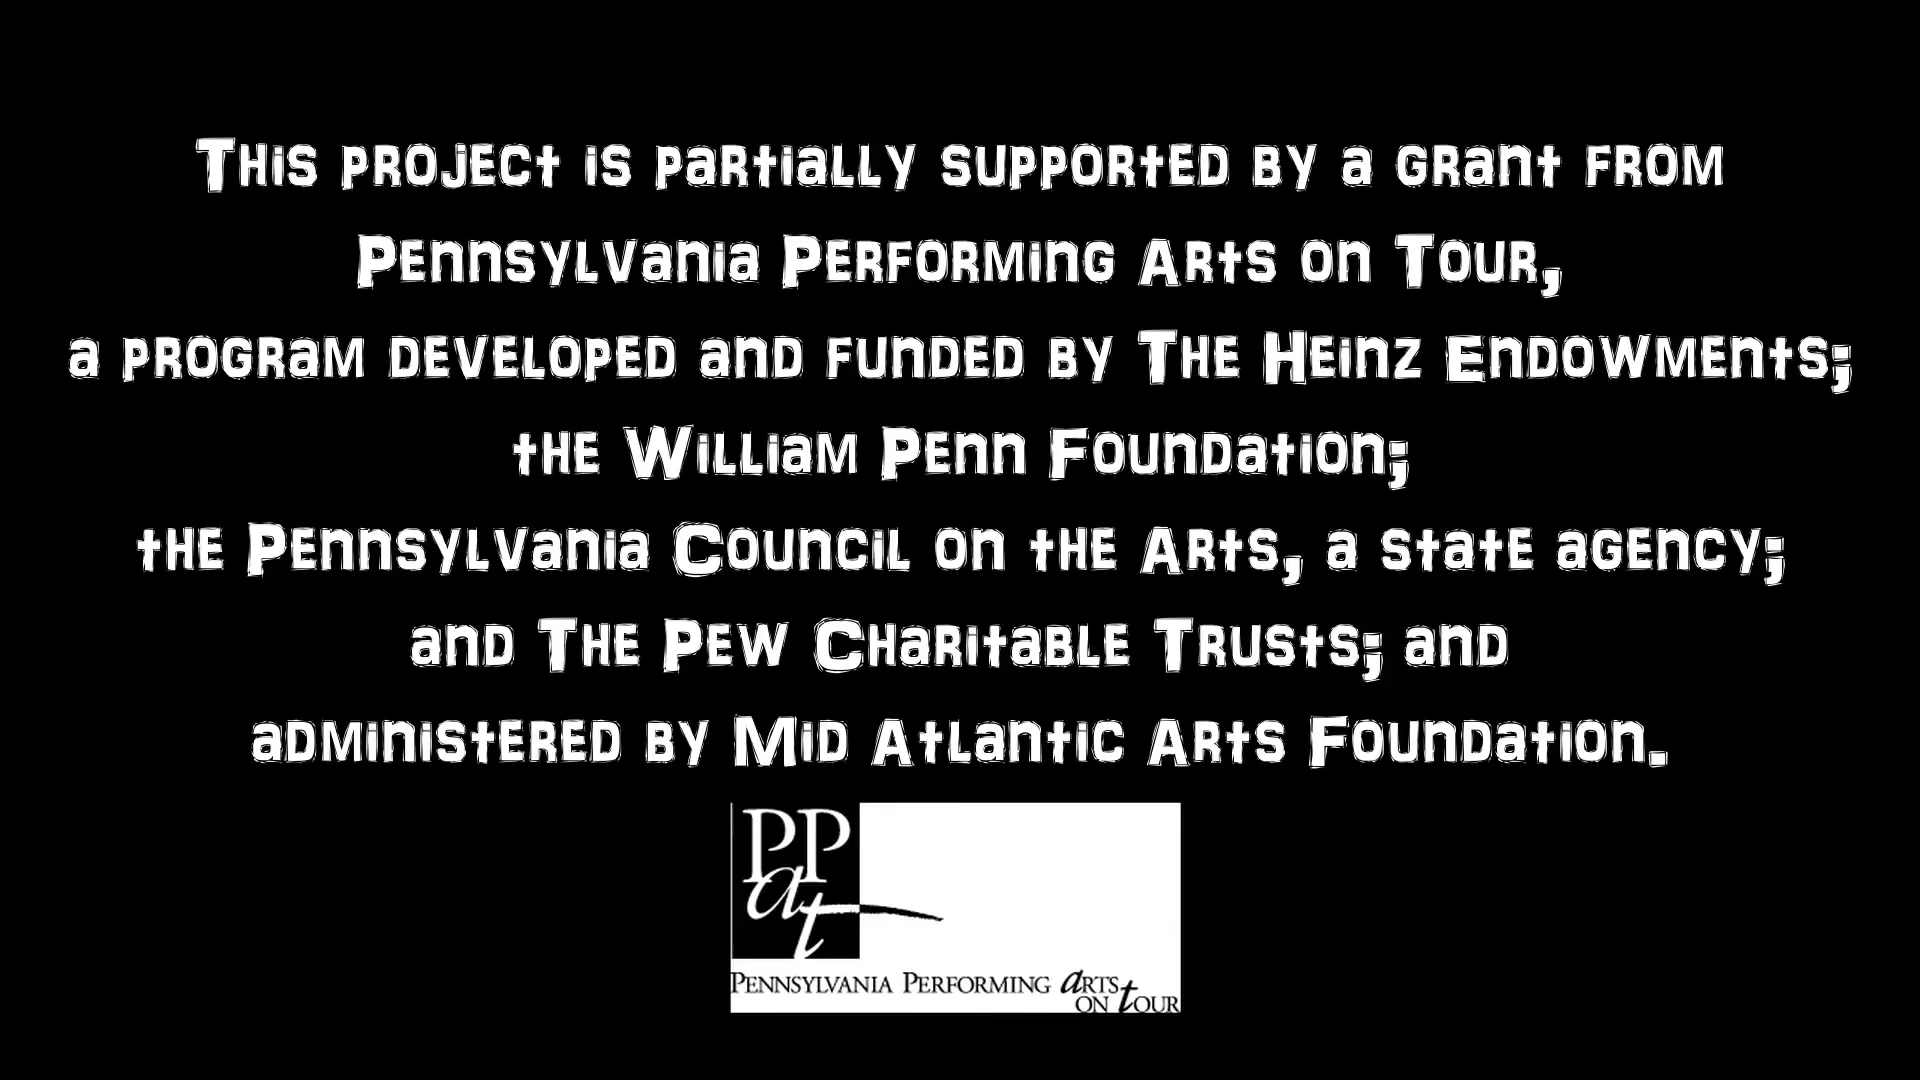 This project is partially supported by a grant from
Pennsylvania Performing Arts on Tour,
a program developed and funded by The Heinz Endowments;
the William Penn Foundation;
the Pennsylvania Council on the Arts, a state agency;
and The Pew Charitable Trusts; and
administered by Mid Atlantic Arts Foundation.
PP
at
Pennsylvania Performing arts
on tour